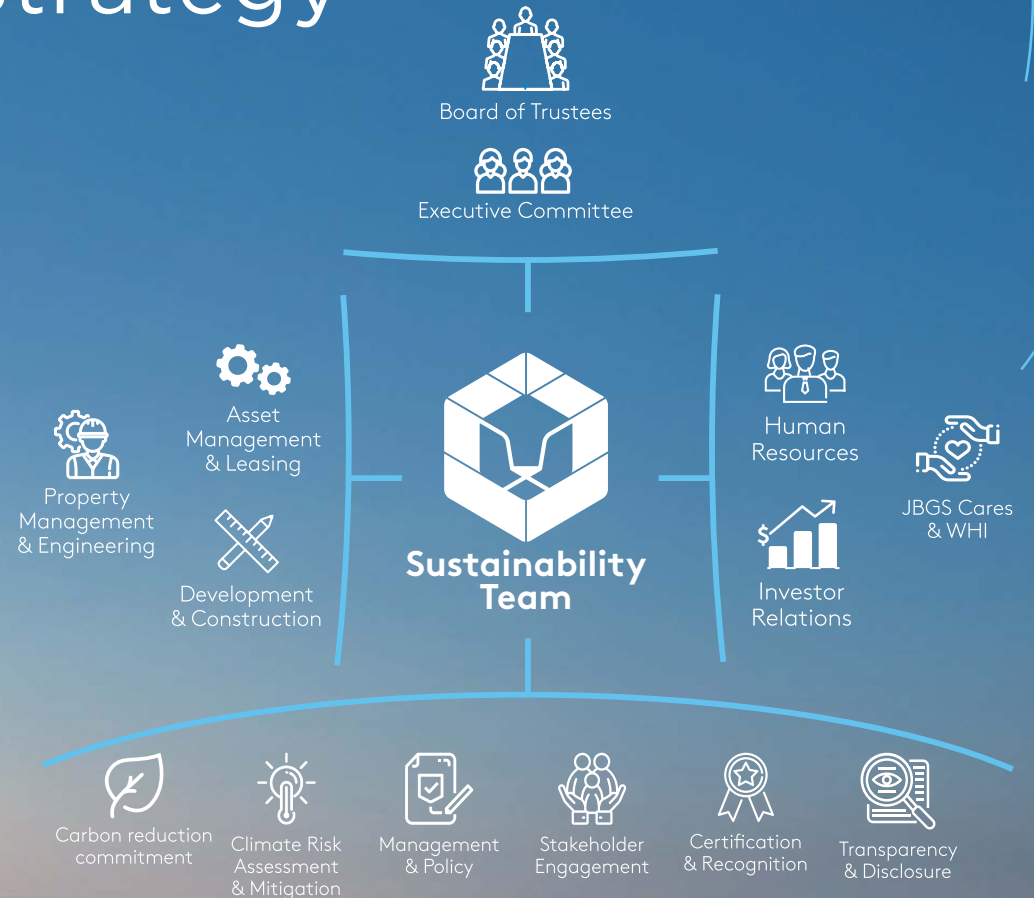 Strategy
Board of Trustees
Executive Committee
Asset
Management
& Leasing
Property
Management
& Engineering
Development
& Construction
Sustainability
Team
Human
Resources
JBGS Cares
& WHI
$
Investor
Relations
Carbon reduction
commitment
Climate Risk
Assessment
& Mitigation
Management
& Policy
Stakeholder
Engagement
Certification
& Recognition
Transparency
& Disclosure